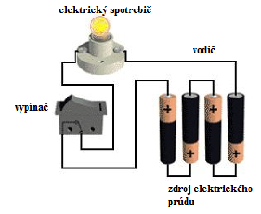 elektrický spotrebič
vodič
vypínač
zdroj elektrického
prúdu